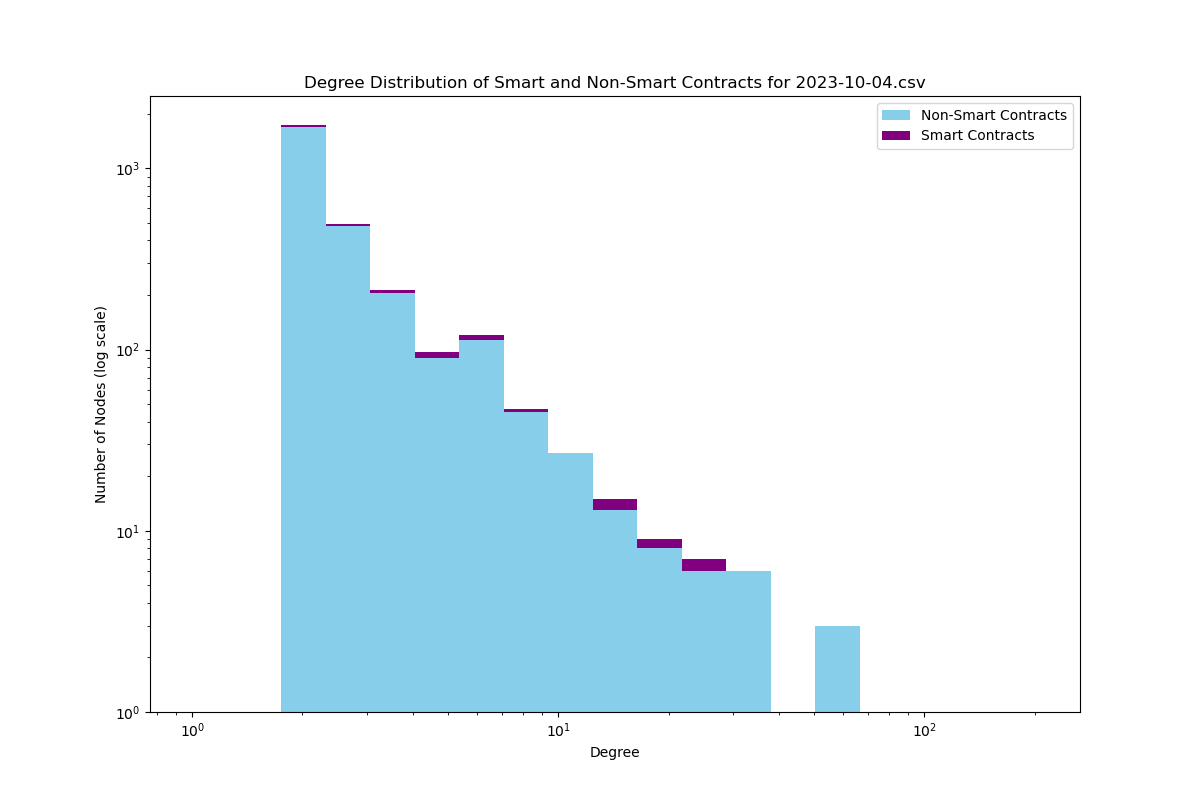 Degree Distribution of Smart and Non-Smart Contracts for 2023-10-04.csv
Non-Smart Contracts
Smart Contracts
Number of Nodes (log scale)
10³
10²
10¹
10⁰
10⁰ 10¹ 10²
Degree